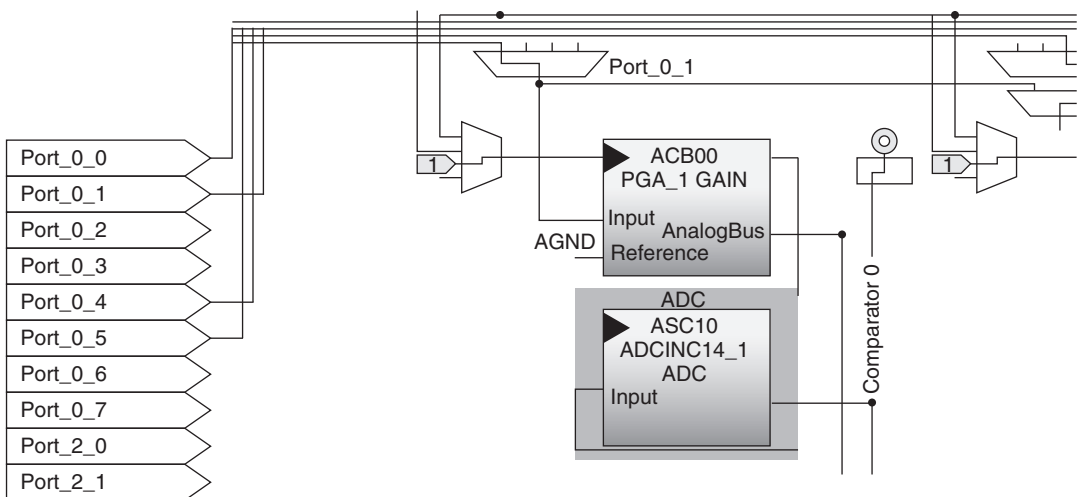 Port_0_1
Port_0_0
Port_0_1
Port_0_2
Port_0_3
Port_0_4
Port_0_5
Port_0_6
Port_0_7
Port_2_0
Port_2_1
1
ACB00
PGA_1 GAIN
Input
AnalogBus
AGND
Reference
ADC
ASC10
ADCINC14_1
ADC
Input
Comparator 0
1